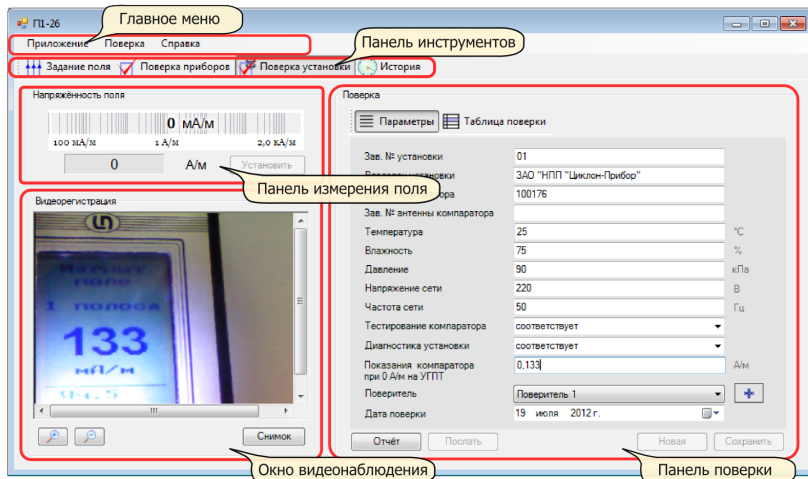 Главное меню
П1-26
Приложение Поверка Справка
Панель инструментов
Задание поля Поверка приборов Поверка установки История
Напряжённость поля
0 мА/м
100 мА/м 1 А/м 2,0 кА/м
0 А/м Установить
Панель измерения поля
Видеорегистрация
Магнит.
поле
1 полоса
133
мА/м
Снимок
Окно видеонаблюдения
Поверка
Параметры Таблица поверки
Зав. № установки 01
установки ЗАО "НПП "Циклон-Прибор"
100176
Зав. № антенны компаратора
Температура 25 °C
Влажность 75 %
Давление 90 кПа
Напряжение сети 220 В
Частота сети 50 Гц
Тестирование компаратора соответствует
Диагностика установки соответствует
Показания компаратора 0,133 А/м
при 0 А/м на УГПТ
Поверитель Поверитель 1
Дата поверки 19 июля 2012 г.
Отчёт Послать Новая Сохранить
Панель поверки